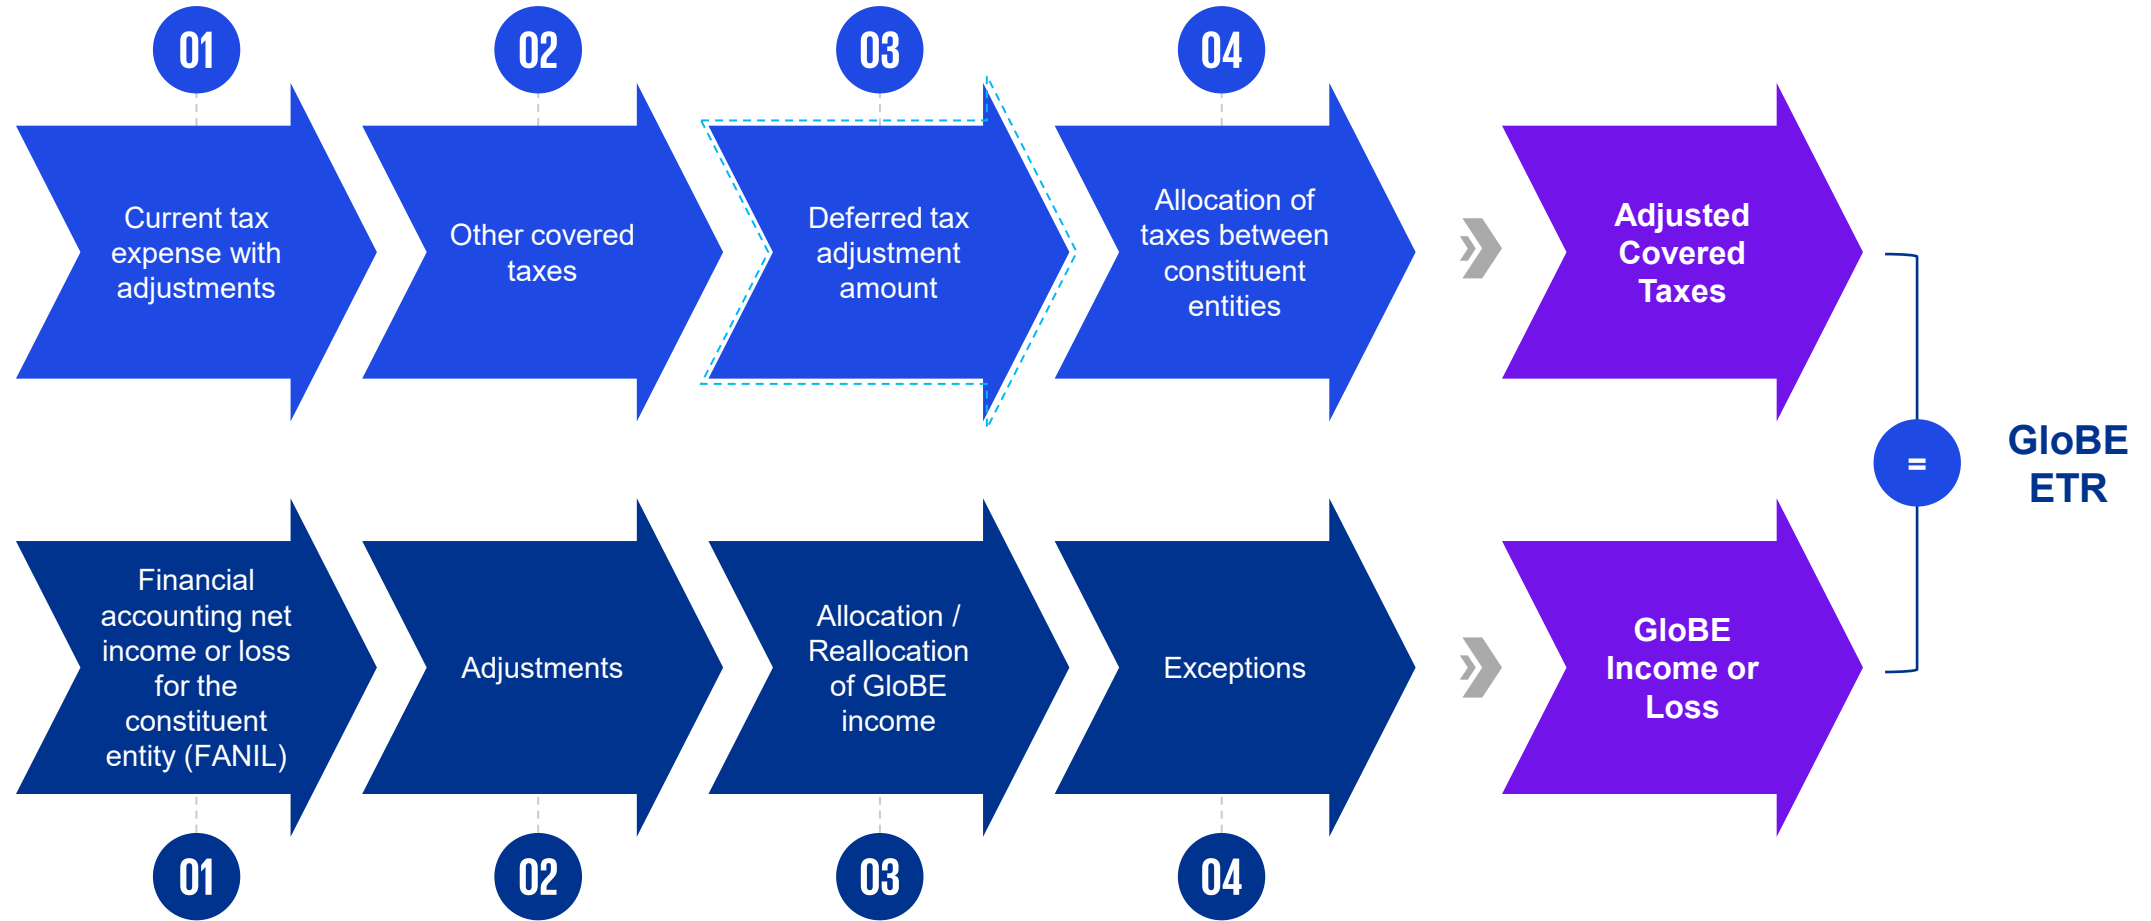 01
02
03
04
Current tax
expense with
adjustments
Other covered
taxes
Deferred tax
adjustment
amount
Allocation of
taxes between
constituent
entities
Adjusted
Covered
Taxes
=
GloBE
ETR
Financial
accounting net
income or loss
for the
constituent
entity (FANIL)
Adjustments
Allocation /
Reallocation
of GloBE
income
Exceptions
GloBE
Income or
Loss
01
02
03
04